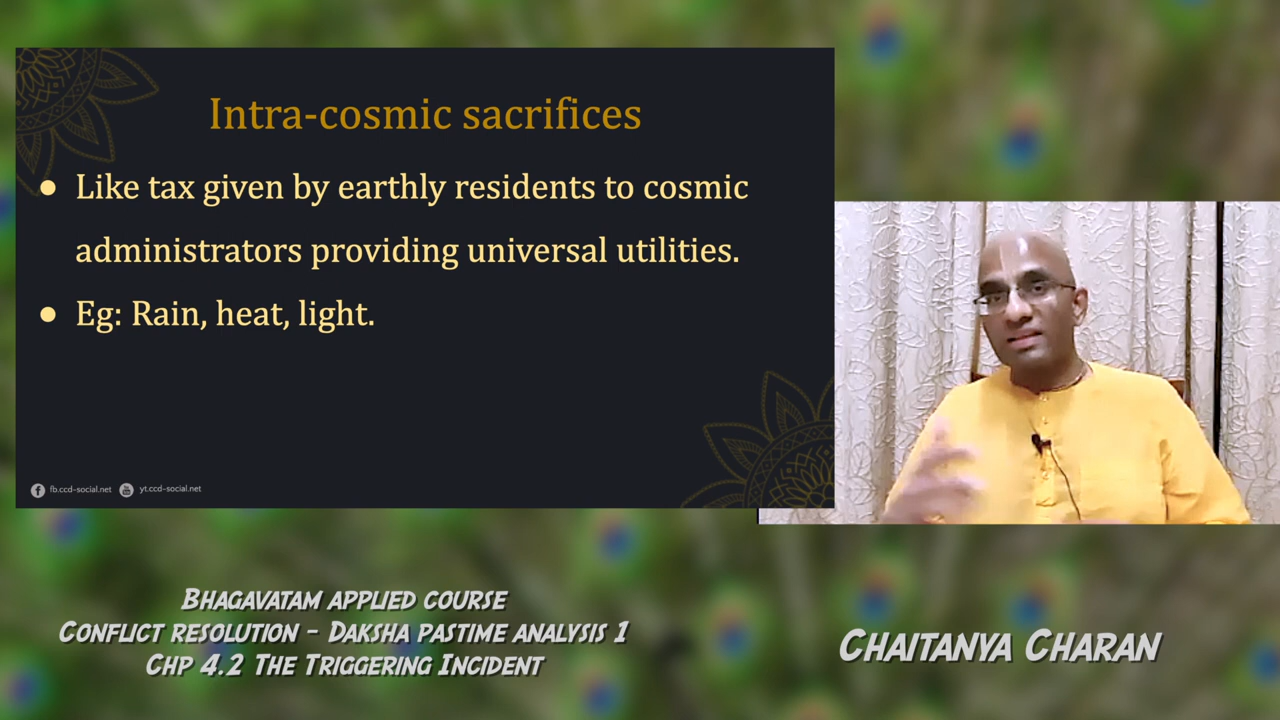 Intra-cosmic sacrifices
● Like tax given by earthly residents to cosmic
administrators providing universal utilities.
● Eg: Rain, heat, light.
fb.ccd-social.net yt.ccd-social.net
BHAGAVATAM APPLIED COURSE
CONFLICT RESOLUTION - DAKSHA PASTIME ANALYSIS 1
CHP 4.2 THE TRIGGERING INCIDENT
CHAITANYA CHARAN